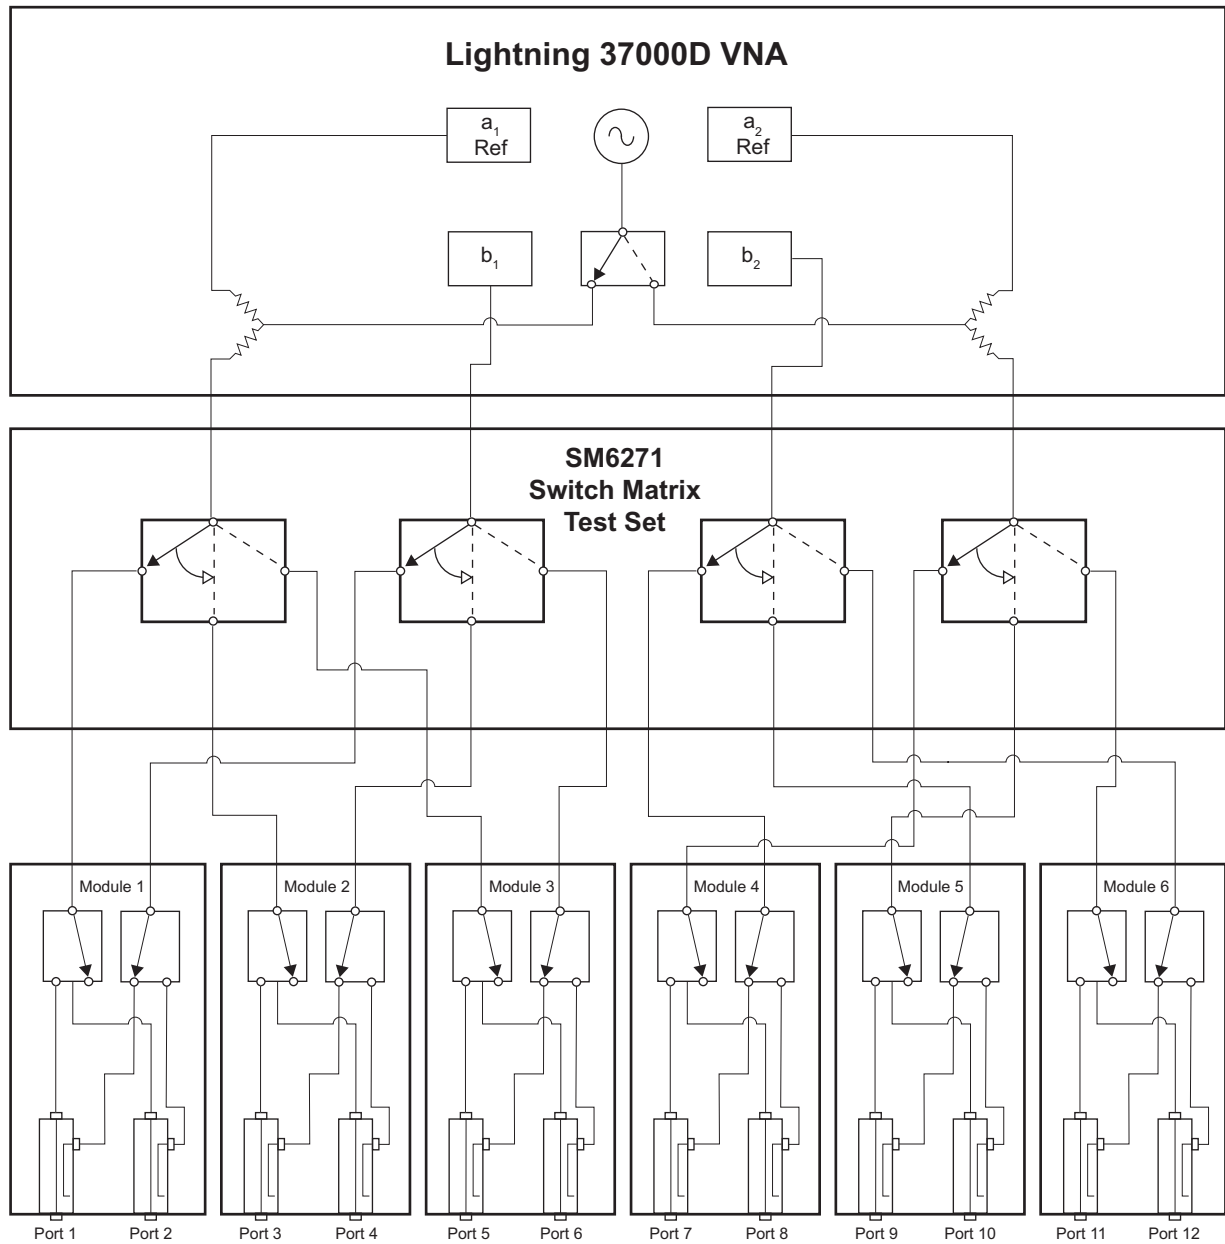 Lightning 37000D VNA
a1
Ref
a2
Ref
b1
b2
SM6271
Switch Matrix
Test Set
Module 1
Module 2
Module 3
Module 4
Module 5
Module 6
Port 1
Port 2
Port 3
Port 4
Port 5
Port 6
Port 7
Port 8
Port 9
Port 10
Port 11
Port 12